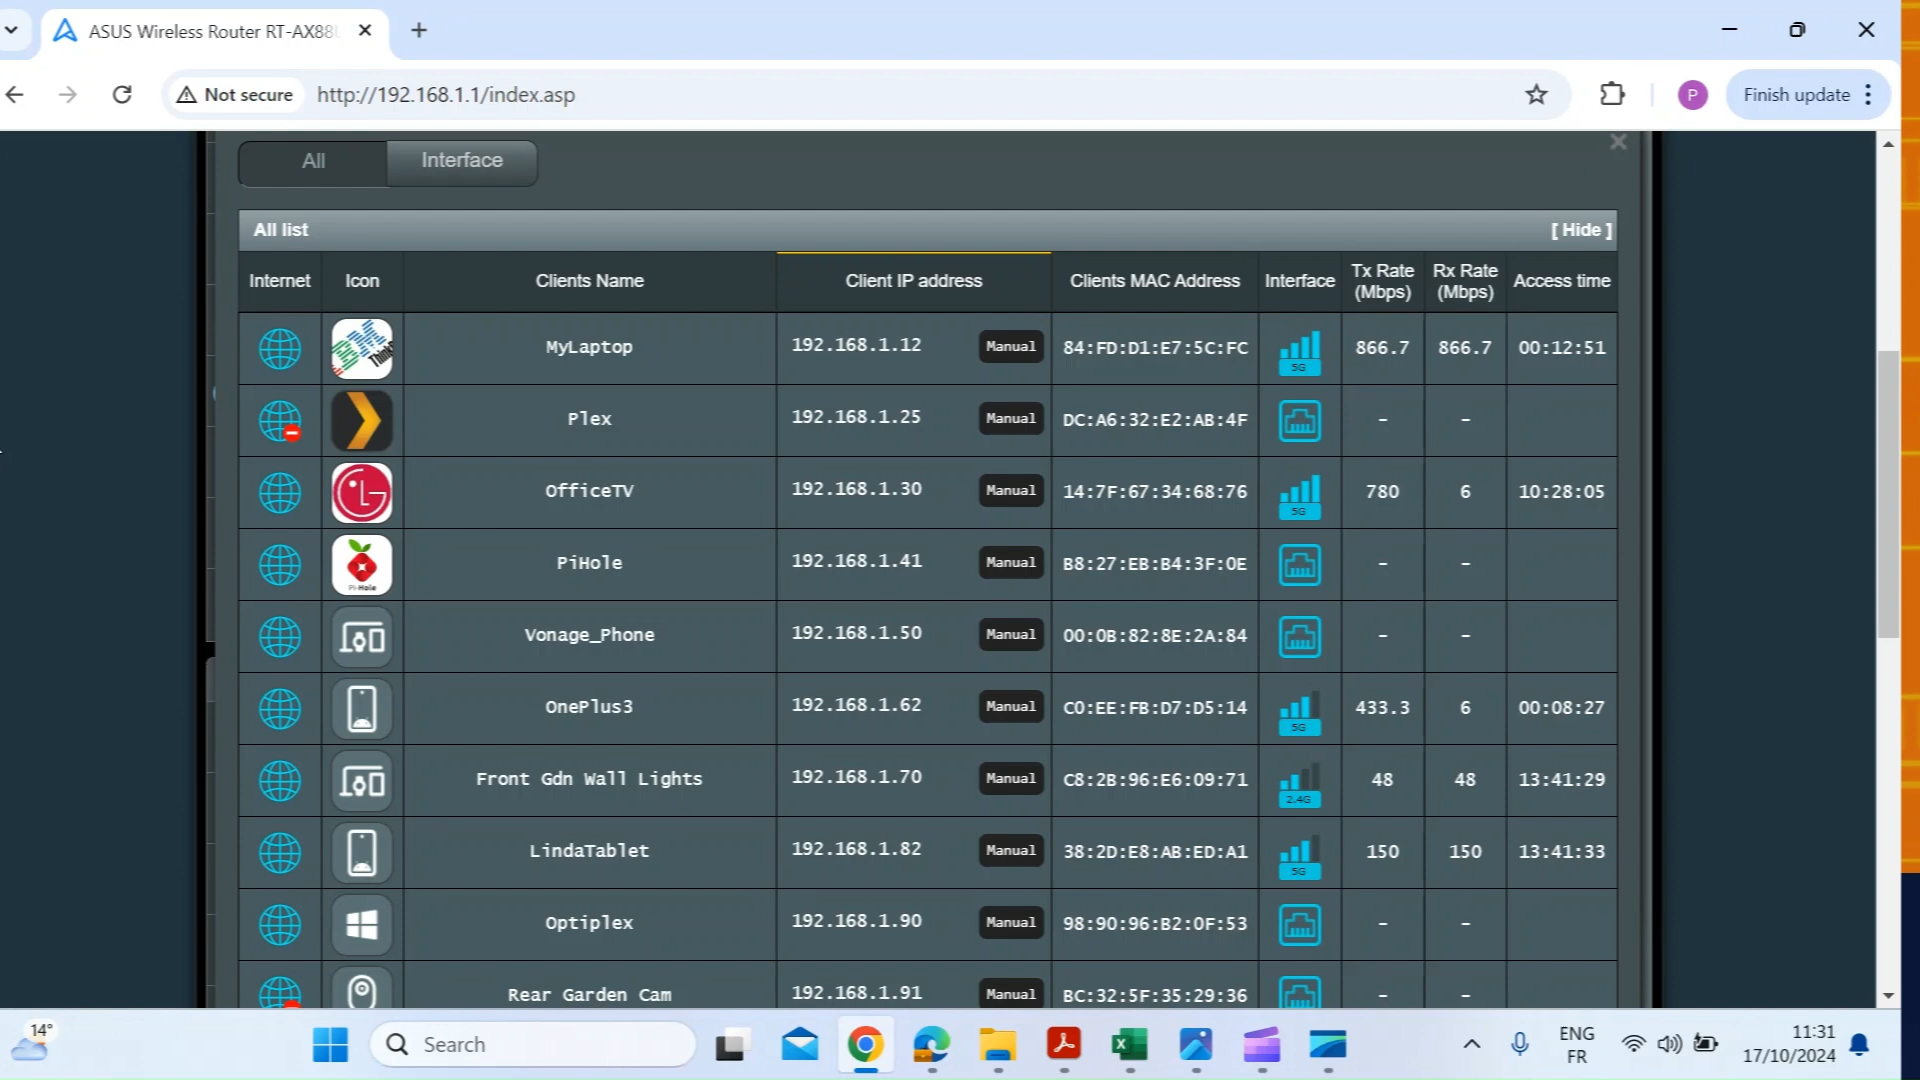 ASUS Wireless Router RT-AX88U
Not secure
http://192.168.1.1/index.asp
P
Finish update
All
Interface
All list
[ Hide ]
Internet Icon Clients Name Client IP address Clients MAC Address Interface Tx Rate (Mbps) Rx Rate (Mbps) Access time
MyLaptop 192.168.1.12 Manual 84:FD:D1:E7:5C:FC 5G 866.7 866.7 00:12:51
Plex 192.168.1.25 Manual DC:A6:32:E2:AB:4F - -
OfficeTV 192.168.1.30 Manual 14:7F:67:34:68:76 5G 780 6 10:28:05
Pi-Hole PiHole 192.168.1.41 Manual B8:27:EB:B4:3F:0E - -
Vonage_Phone 192.168.1.50 Manual 00:0B:82:8E:2A:84 - -
OnePlus3 192.168.1.62 Manual C0:EE:FB:D7:D5:14 5G 433.3 6 00:08:27
Front Gdn Wall Lights 192.168.1.70 Manual C8:2B:96:E6:09:71 2.4G 48 48 13:41:29
LindaTablet 192.168.1.82 Manual 38:2D:E8:AB:ED:A1 5G 150 150 13:41:33
Optiplex 192.168.1.90 Manual 98:90:96:B2:0F:53 - -
Rear Garden Cam 192.168.1.91 Manual BC:32:5F:35:29:36 - -
14°
Search
ENG
FR
11:31
17/10/2024